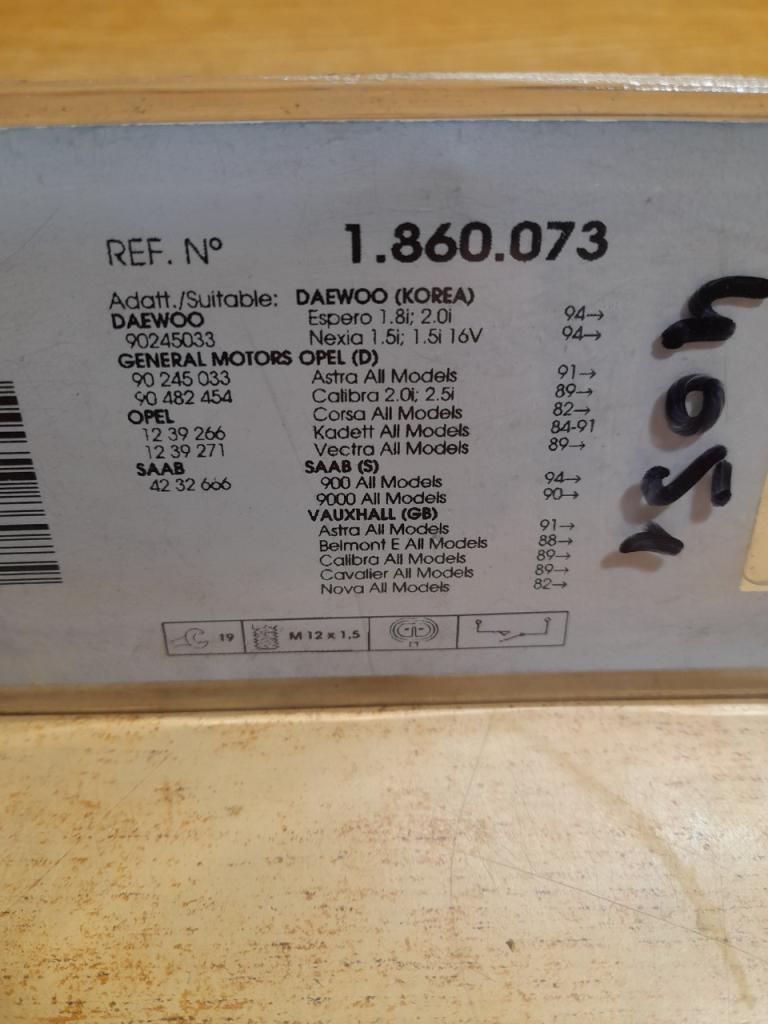 REF. Nº 1.860.073
Adatt./Suitable: DAEWOO (KOREA)
DAEWOO Espero 1.8i; 2.0i 94→
90245033 Nexia 1.5i; 1.5i 16V 94→
GENERAL MOTORS OPEL (D)
90 245 033 Astra All Models 91→
90 482 454 Calibra 2.0i; 2.5i 89→
OPEL Corsa All Models 82→
12 39 266 Kadett All Models 84-91
12 39 271 Vectra All Models 89→
SAAB SAAB (S)
42 32 666 900 All Models 94→
9000 All Models 90→
VAUXHALL (GB)
Astra All Models 91→
Belmont E All Models 88→
Calibra All Models 89→
Cavalier All Models 89→
Nova All Models 82→
19 M 12 x 1,5